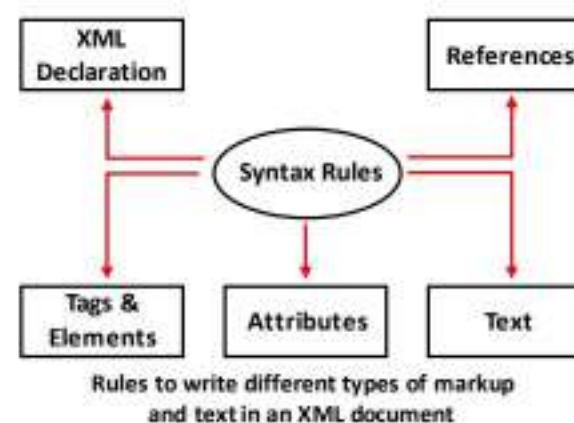 XML
Declaration
References
Syntax Rules
Tags &
Elements
Attributes
Text
Rules to write different types of markup
and text in an XML document